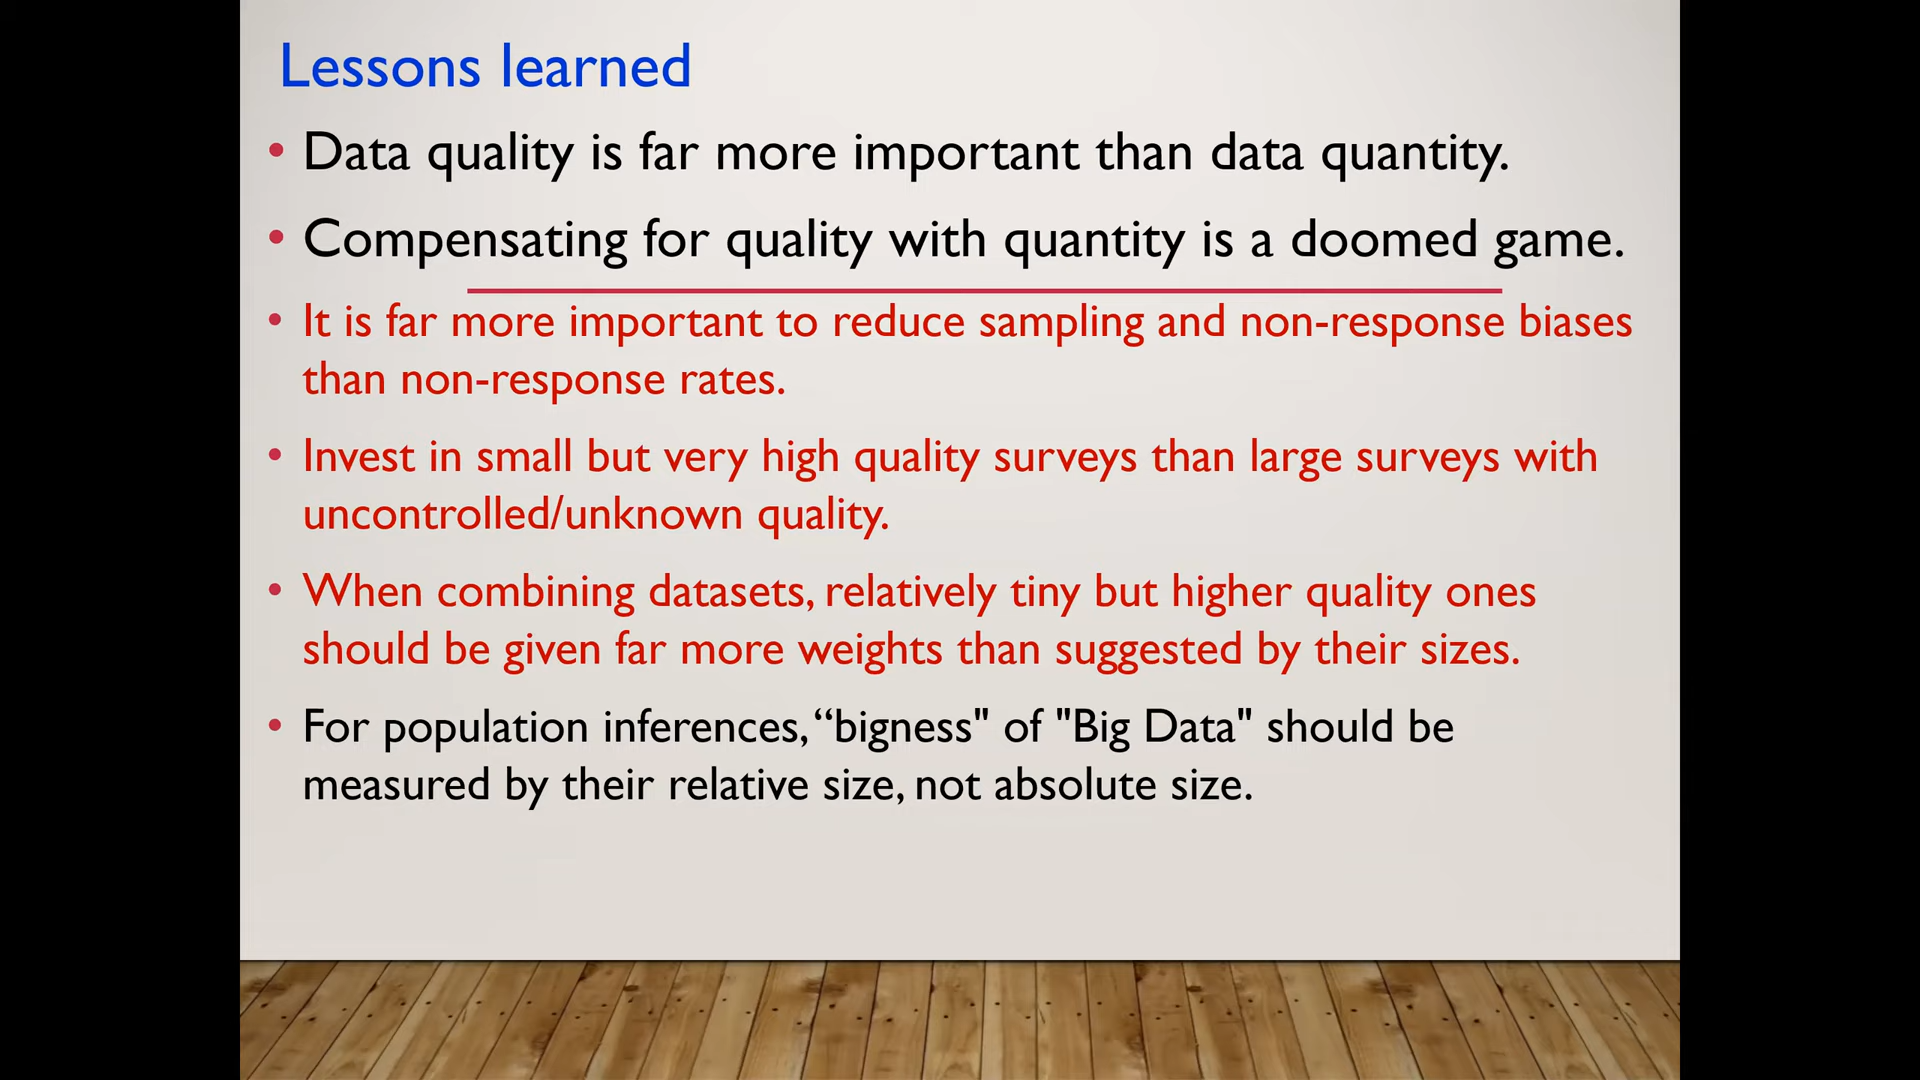 Lessons learned
• Data quality is far more important than data quantity.
• Compensating for quality with quantity is a doomed game.
• It is far more important to reduce sampling and non-response biases
than non-response rates.
• Invest in small but very high quality surveys than large surveys with
uncontrolled/unknown quality.
• When combining datasets, relatively tiny but higher quality ones
should be given far more weights than suggested by their sizes.
• For population inferences, “bigness" of "Big Data" should be
measured by their relative size, not absolute size.